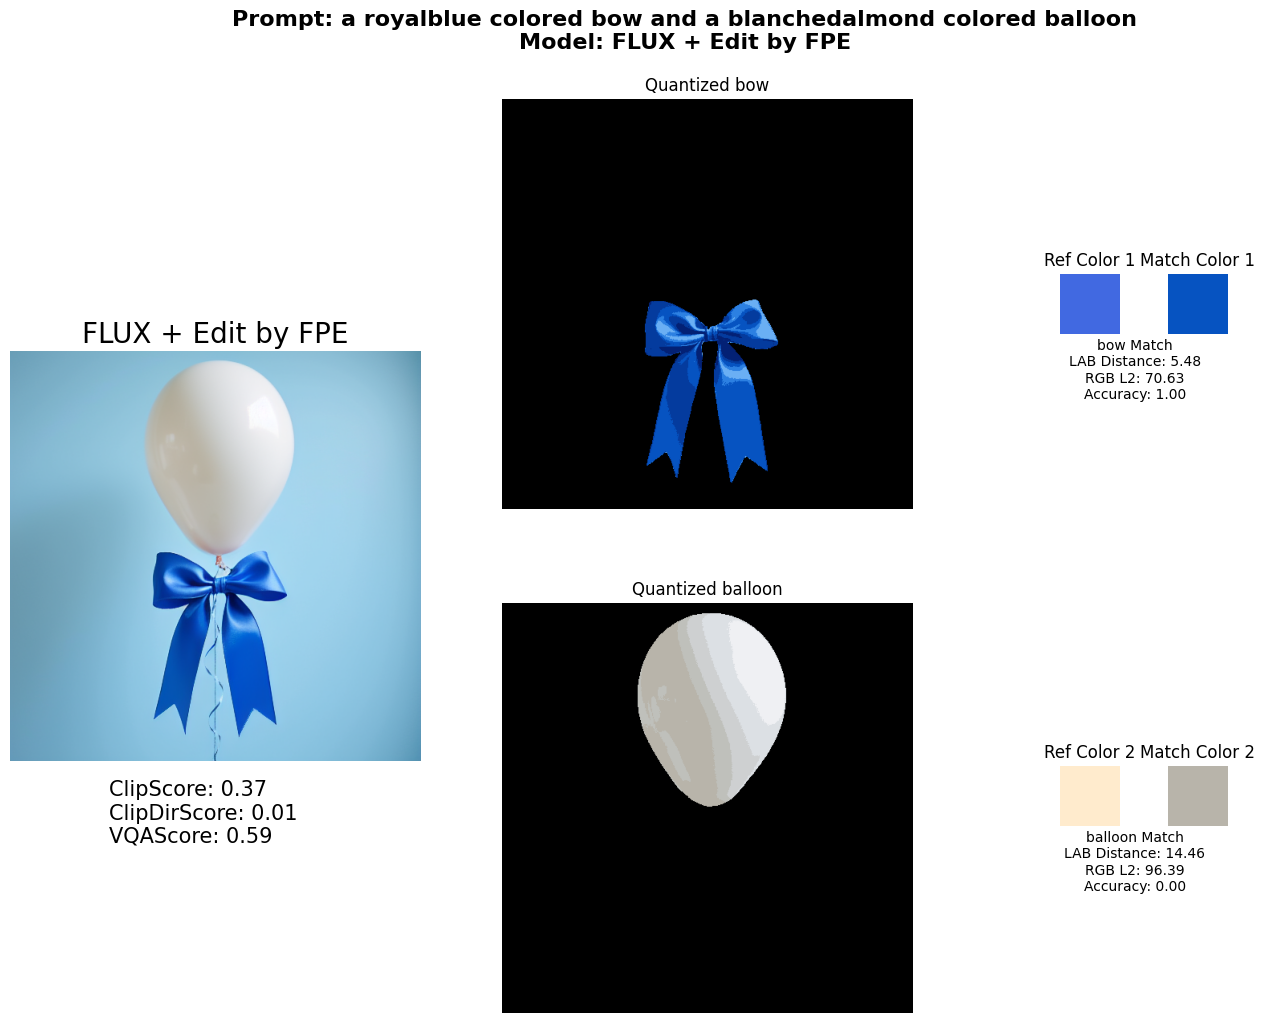 Prompt: a royalblue colored bow and a blanchedalmond colored balloon
Model: FLUX + Edit by FPE
Quantized bow
FLUX + Edit by FPE
ClipScore: 0.37
ClipDirScore: 0.01
VQAScore: 0.59
Ref Color 1 Match Color 1
bow Match
LAB Distance: 5.48
RGB L2: 70.63
Accuracy: 1.00
Quantized balloon
Ref Color 2 Match Color 2
balloon Match
LAB Distance: 14.46
RGB L2: 96.39
Accuracy: 0.00